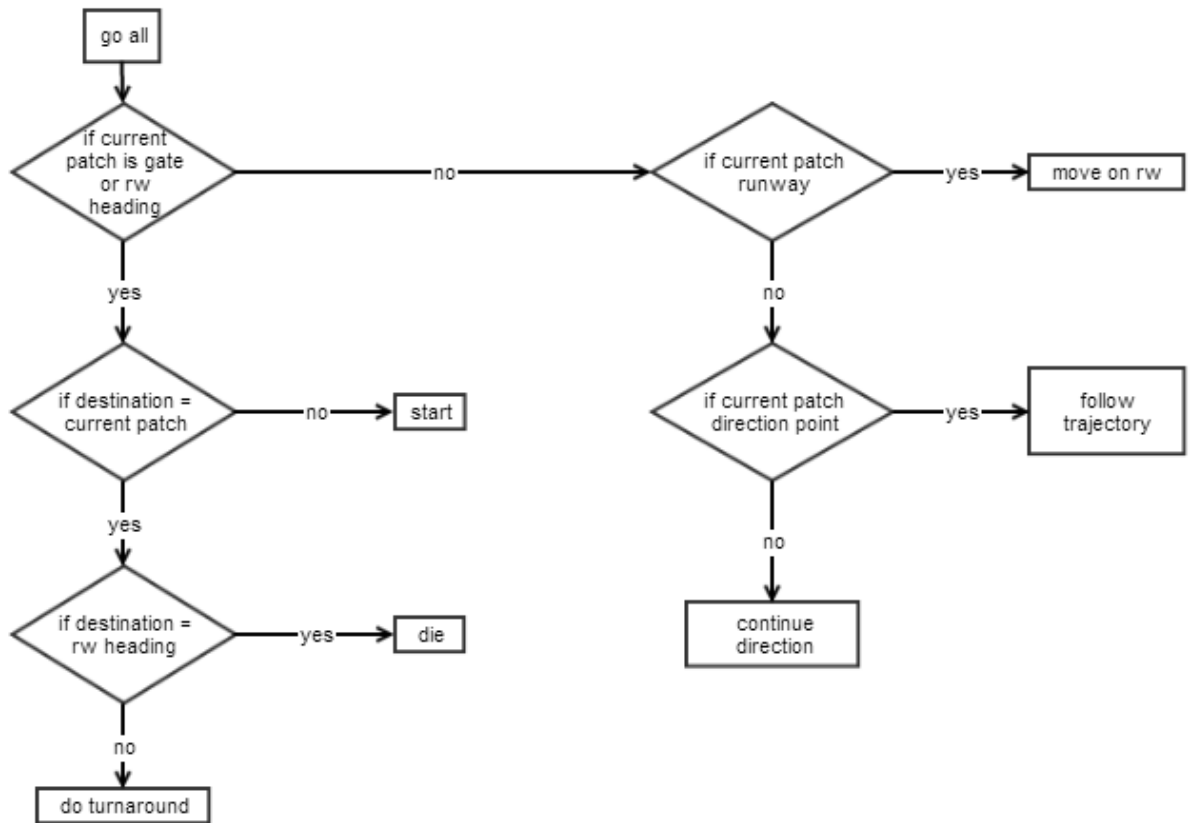 go all
if current
patch is gate
or rw
heading
no
if current patch
runway
yes
move on rw
yes
no
if destination =
current patch
no
start
if current patch
direction point
yes
follow
trajectory
yes
no
if destination =
rw heading
yes
die
continue
direction
no
do turnaround